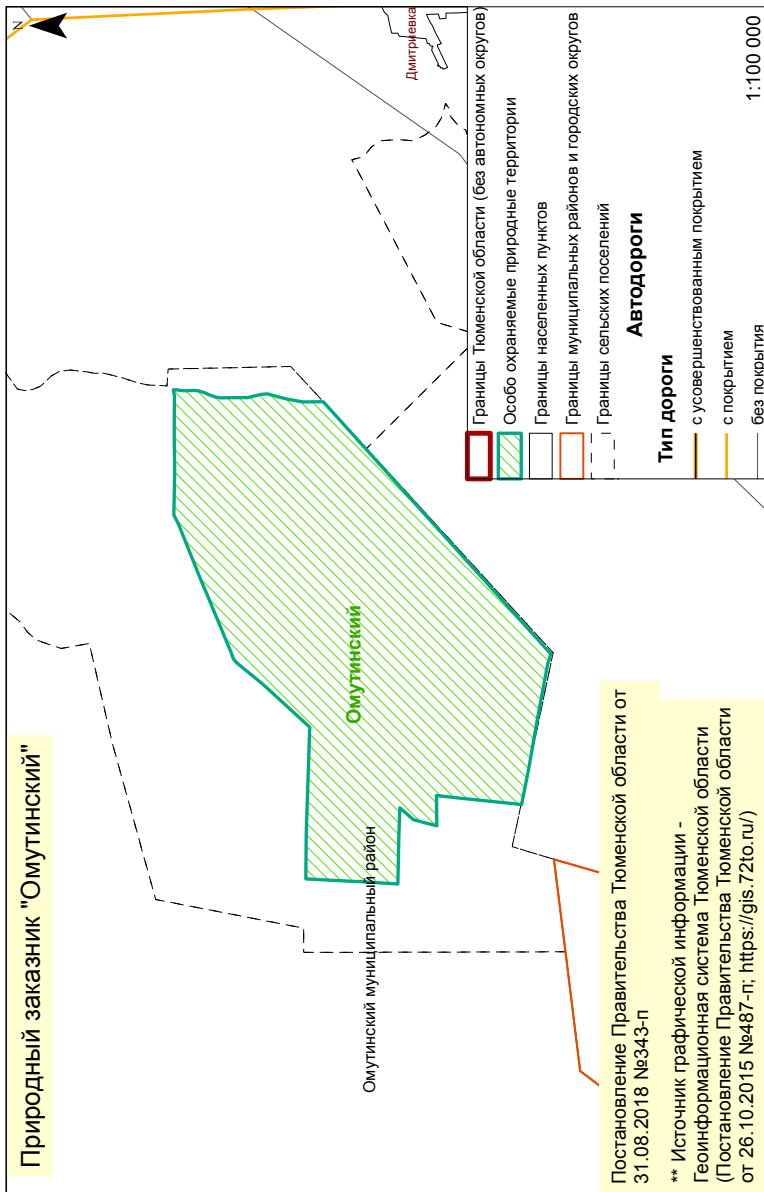 Природный заказник "Омутинский"
N
Дмитриевка
Омутинский
Омутинский муниципальный район
Границы Тюменской области (без автономных округов)
Особо охраняемые природные территории
Границы населенных пунктов
Границы муниципальных районов и городских округов
Границы сельских поселений
Автодороги
Тип дороги
с усовершенствованным покрытием
с покрытием
без покрытия
1:100 000
Постановление Правительства Тюменской области от
31.08.2018 №343-п
** Источник графической информации -
Геоинформационная система Тюменской области
(Постановление Правительства Тюменской области
от 26.10.2015 №487-п; https://gis.72to.ru/)